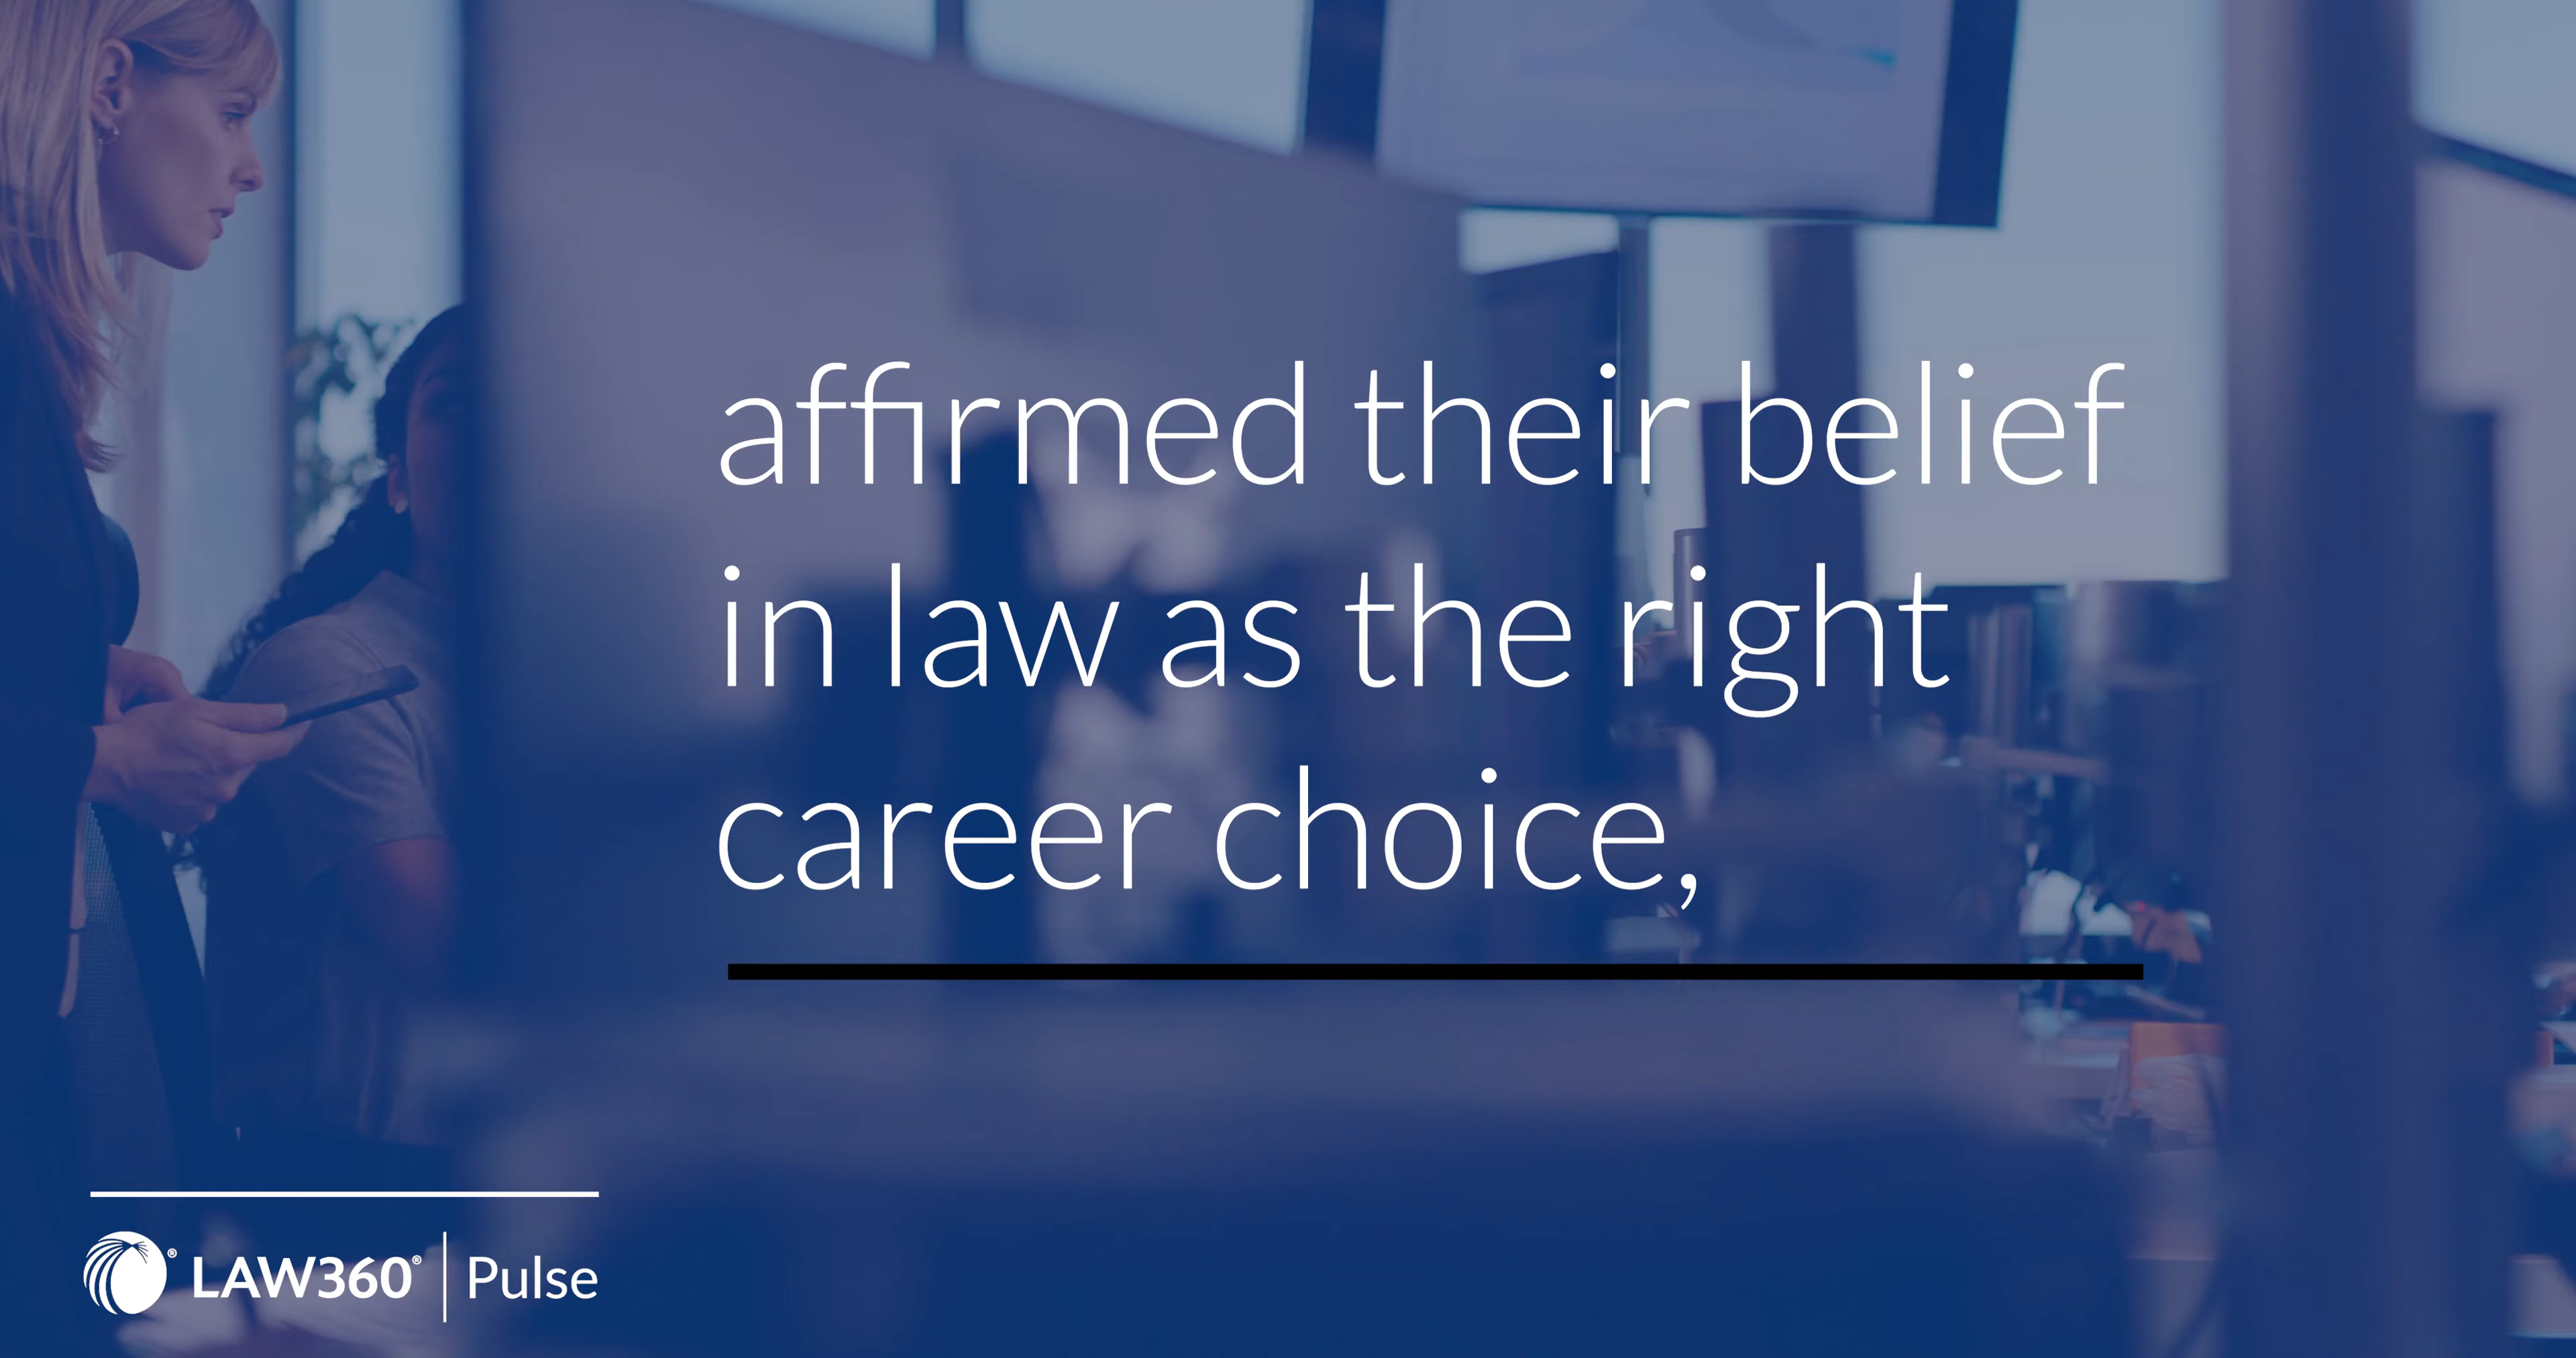 affirmed their belief
in law as the right
career choice,
® LAW360® | Pulse